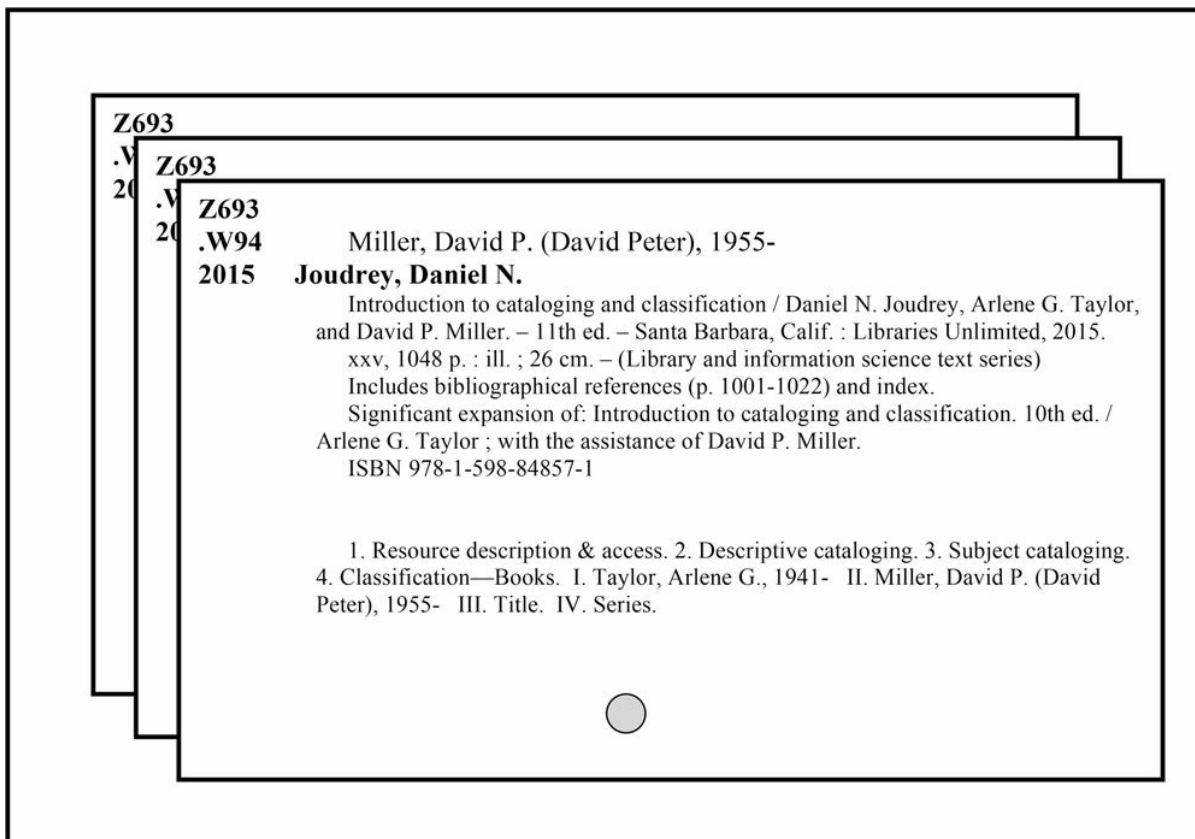 Z693
.W
20
Z693
.W
20
Z693
.W94 Miller, David P. (David Peter), 1955-
2015 Joudrey, Daniel N.
Introduction to cataloging and classification / Daniel N. Joudrey, Arlene G. Taylor,
and David P. Miller. – 11th ed. – Santa Barbara, Calif. : Libraries Unlimited, 2015.
xxv, 1048 p. : ill. ; 26 cm. – (Library and information science text series)
Includes bibliographical references (p. 1001-1022) and index.
Significant expansion of: Introduction to cataloging and classification. 10th ed. /
Arlene G. Taylor ; with the assistance of David P. Miller.
ISBN 978-1-598-84857-1
1. Resource description & access. 2. Descriptive cataloging. 3. Subject cataloging.
4. Classification—Books. I. Taylor, Arlene G., 1941- II. Miller, David P. (David
Peter), 1955- III. Title. IV. Series.